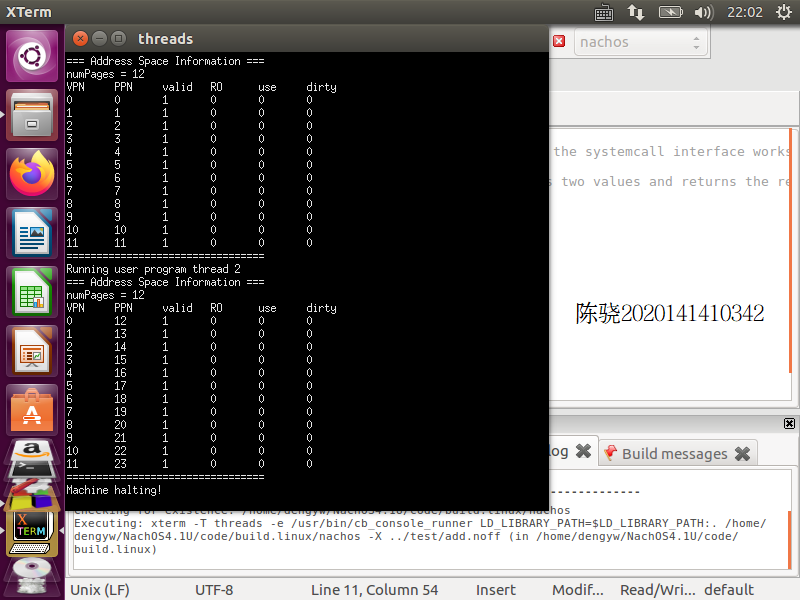 XTerm
22:02
threads
nachos
=== Address Space Information ===
numPages = 12
VPN PPN valid RO use dirty
0 0 1 0 0 0
1 1 1 0 0 0
2 2 1 0 0 0
3 3 1 0 0 0
4 4 1 0 0 0
5 5 1 0 0 0
6 6 1 0 0 0
7 7 1 0 0 0
8 8 1 0 0 0
9 9 1 0 0 0
10 10 1 0 0 0
11 11 1 0 0 0
=================================
Running user program thread 2
=== Address Space Information ===
numPages = 12
VPN PPN valid RO use dirty
0 12 1 0 0 0
1 13 1 0 0 0
2 14 1 0 0 0
3 15 1 0 0 0
4 16 1 0 0 0
5 17 1 0 0 0
6 18 1 0 0 0
7 19 1 0 0 0
8 20 1 0 0 0
9 21 1 0 0 0
10 22 1 0 0 0
11 23 1 0 0 0
=================================
Machine halting!
the systemcall interface works
s two values and returns the re
陈骁2020141410342
log
Build messages
-------------
Checking for existence: /home/dengyw/NachOS4.1U/code/build.linux/nachos
Executing: xterm -T threads -e /usr/bin/cb_console_runner LD_LIBRARY_PATH=$LD_LIBRARY_PATH:. /home/
dengyw/NachOS4.1U/code/build.linux/nachos -X ../test/add.noff (in /home/dengyw/NachOS4.1U/code/
build.linux)
Unix (LF) UTF-8 Line 11, Column 54 Insert Modif... Read/Wri... default
A
a
X
TERM